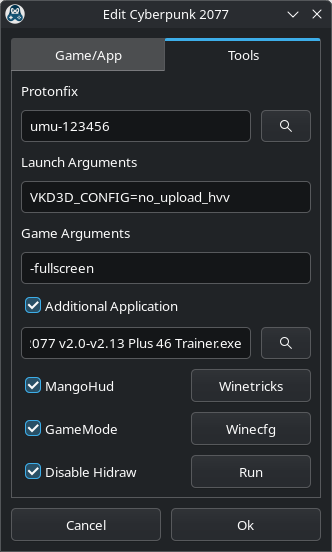 Edit Cyberpunk 2077
Game/App
Tools
Protonfix
umu-123456
Launch Arguments
VKD3D_CONFIG=no_upload_hvv
Game Arguments
-fullscreen
Additional Application
:077 v2.0-v2.13 Plus 46 Trainer.exe
MangoHud
Winetricks
GameMode
Winecfg
Disable Hidraw
Run
Cancel
Ok